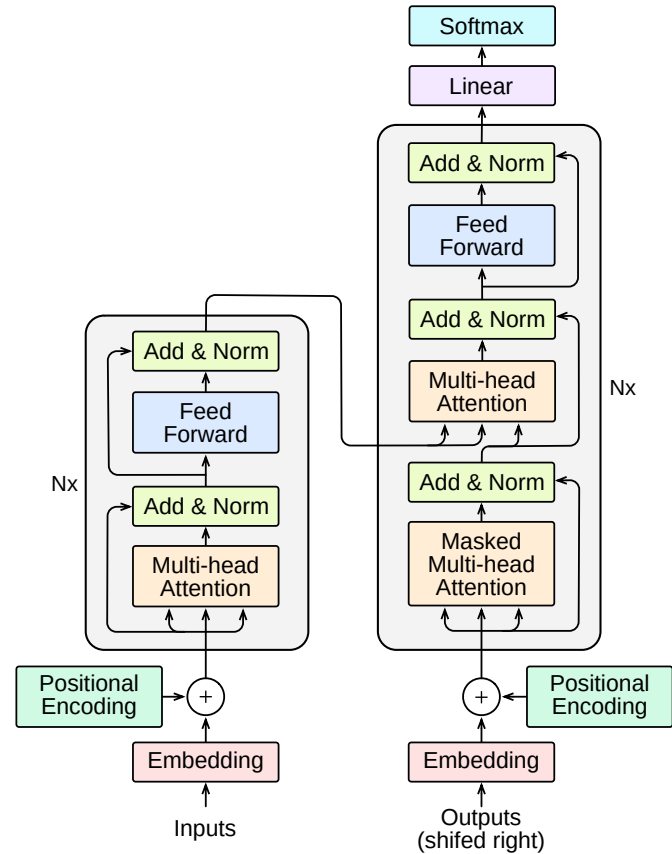 Softmax
Linear
Add & Norm
Feed
Forward
Add & Norm
Multi-head
Attention
Nx
Add & Norm
Masked
Multi-head
Attention
Positional
Encoding
+
Embedding
Outputs
(shifed right)
Add & Norm
Feed
Forward
Nx
Add & Norm
Multi-head
Attention
Positional
Encoding
+
Embedding
Inputs